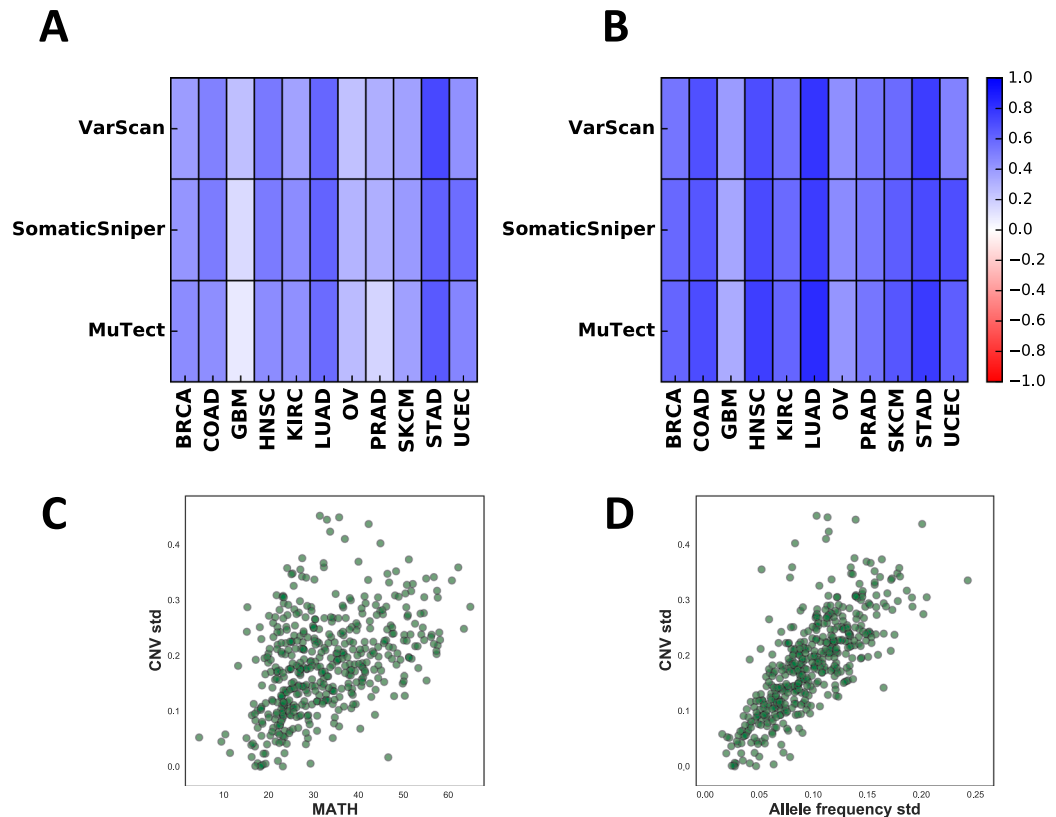 A
B
VarScan
SomaticSniper
MuTect
BRCA
COAD
GBM
HNSC
KIRC
LUAD
OV
PRAD
SKCM
STAD
UCEC
VarScan
SomaticSniper
MuTect
BRCA
COAD
GBM
HNSC
KIRC
LUAD
OV
PRAD
SKCM
STAD
UCEC
1.0
0.8
0.6
0.4
0.2
0.0
−0.2
−0.4
−0.6
−0.8
−1.0
C
CNV std
0.4
0.3
0.2
0.1
0,0
10 20 30 40 50 60
MATH
D
CNV std
0.4
0.3
0.2
0.1
0,0
0.00 0.05 0.10 0.15 0.20 0.25
Allele frequency std